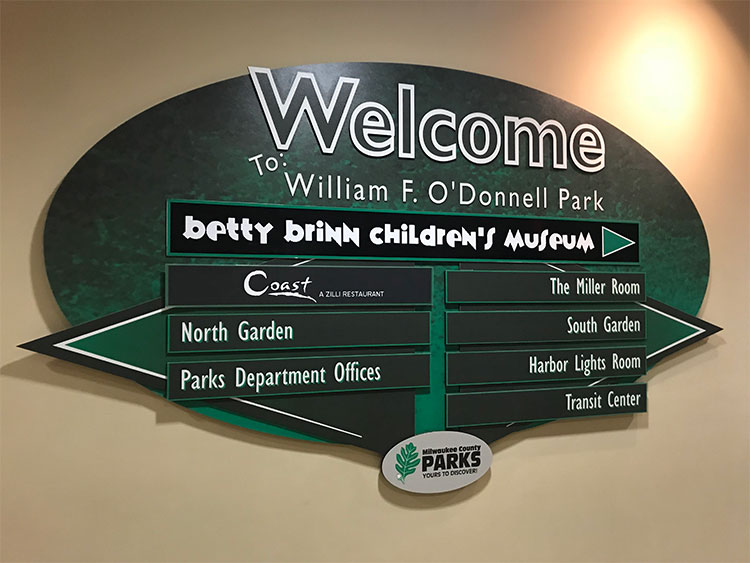 Welcome
To:
William F. O'Donnell Park
betty brinn children's museum
Coast A ZILLI RESTAURANT
North Garden
Parks Department Offices
The Miller Room
South Garden
Harbor Lights Room
Transit Center
Milwaukee County
PARKS
YOURS TO DISCOVER!